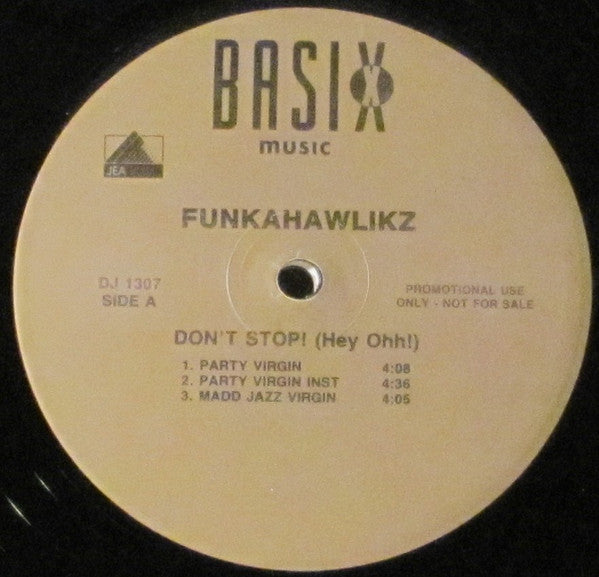 BASIX
MUSIC
JEA
FUNKAHAWLIKZ
DJ 1307
SIDE A
PROMOTIONAL USE
ONLY - NOT FOR SALE
DON'T STOP! (Hey Ohh!)
1. PARTY VIRGIN 4:08
2. PARTY VIRGIN INST 4:36
3. MADD JAZZ VIRGIN 4:05